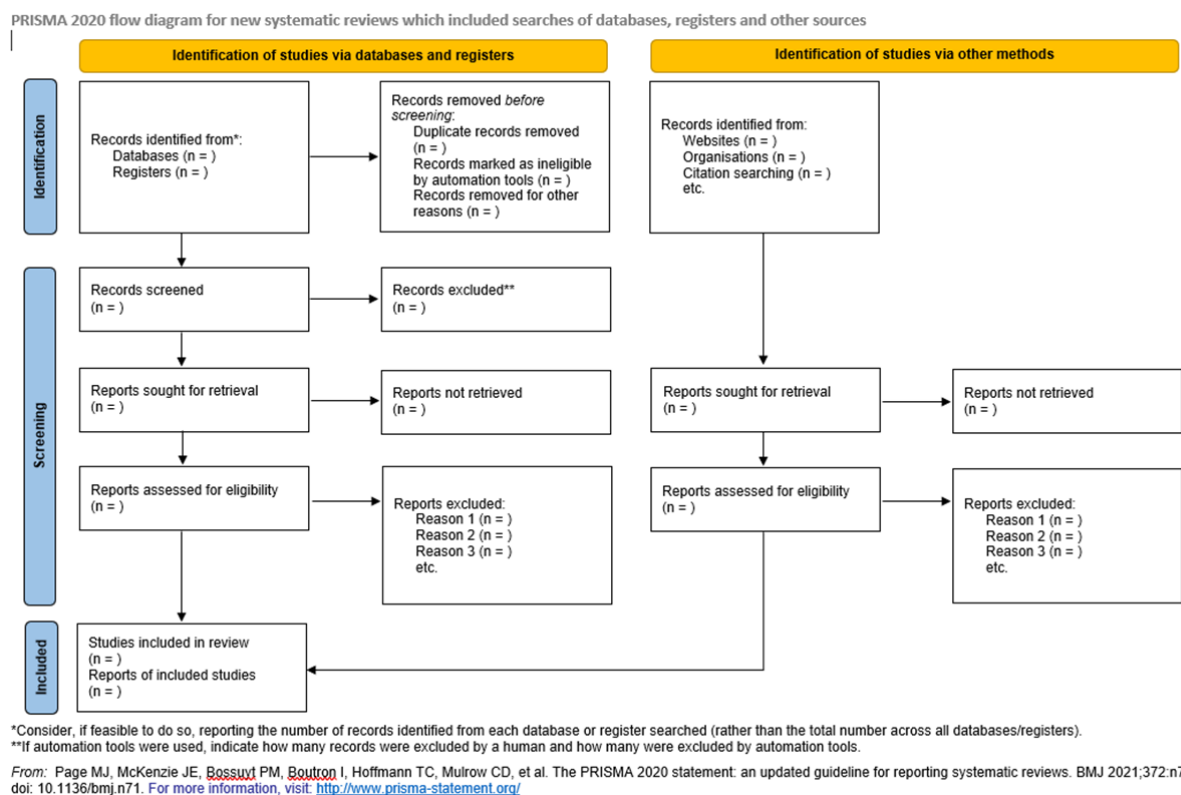 PRISMA 2020 flow diagram for new systematic reviews which included searches of databases, registers and other sources
Identification of studies via databases and registers
Identification of studies via other methods
Identification
Records identified from*:
Databases (n = )
Registers (n = )
Records removed before
screening:
Duplicate records removed
(n = )
Records marked as ineligible
by automation tools (n = )
Records removed for other
reasons (n = )
Records identified from:
Websites (n = )
Organisations (n = )
Citation searching (n = )
etc.
Screening
Records screened
(n = )
Records excluded**
(n = )
Reports sought for retrieval
(n = )
Reports not retrieved
(n = )
Reports sought for retrieval
(n = )
Reports not retrieved
(n = )
Reports assessed for eligibility
(n = )
Reports excluded:
Reason 1 (n = )
Reason 2 (n = )
Reason 3 (n = )
etc.
Reports assessed for eligibility
(n = )
Reports excluded:
Reason 1 (n = )
Reason 2 (n = )
Reason 3 (n = )
etc.
Included
Studies included in review
(n = )
Reports of included studies
(n = )
*Consider, if feasible to do so, reporting the number of records identified from each database or register searched (rather than the total number across all databases/registers).
**If automation tools were used, indicate how many records were excluded by a human and how many were excluded by automation tools.
From: Page MJ, McKenzie JE, Bossuyt PM, Boutron I, Hoffmann TC, Mulrow CD, et al. The PRISMA 2020 statement: an updated guideline for reporting systematic reviews. BMJ 2021;372:n7
doi: 10.1136/bmj.n71. For more information, visit: http://www.prisma-statement.org/